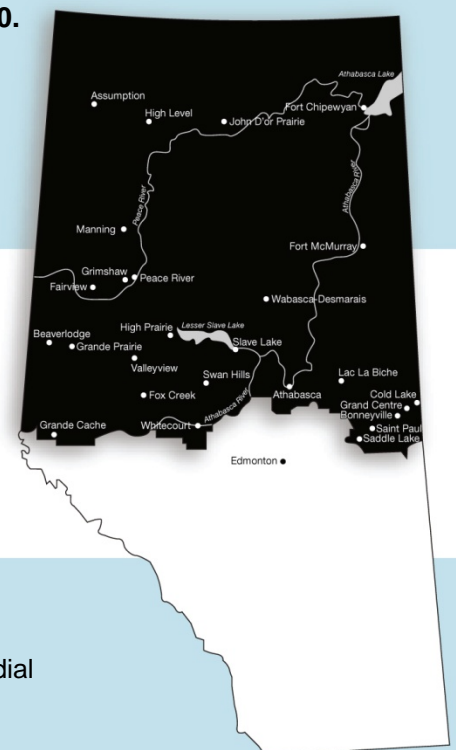 0.
Athabasca Lake
Assumption
Fort Chipewyan
High Level
John D'or Prairie
Peace River
Athabasca River
Manning
Fort McMurray
Grimshaw
Peace River
Fairview
Wabasca-Desmarais
High Prairie
Lesser Slave Lake
Beaverlodge
Slave Lake
Grande Prairie
Valleyview
Lac La Biche
Swan Hills
Athabasca
Cold Lake
Fox Creek
Grand Centre
Athabasca River
Bonneyville
Whitecourt
Saint Paul
Grande Cache
Saddle Lake
Edmonton
dial